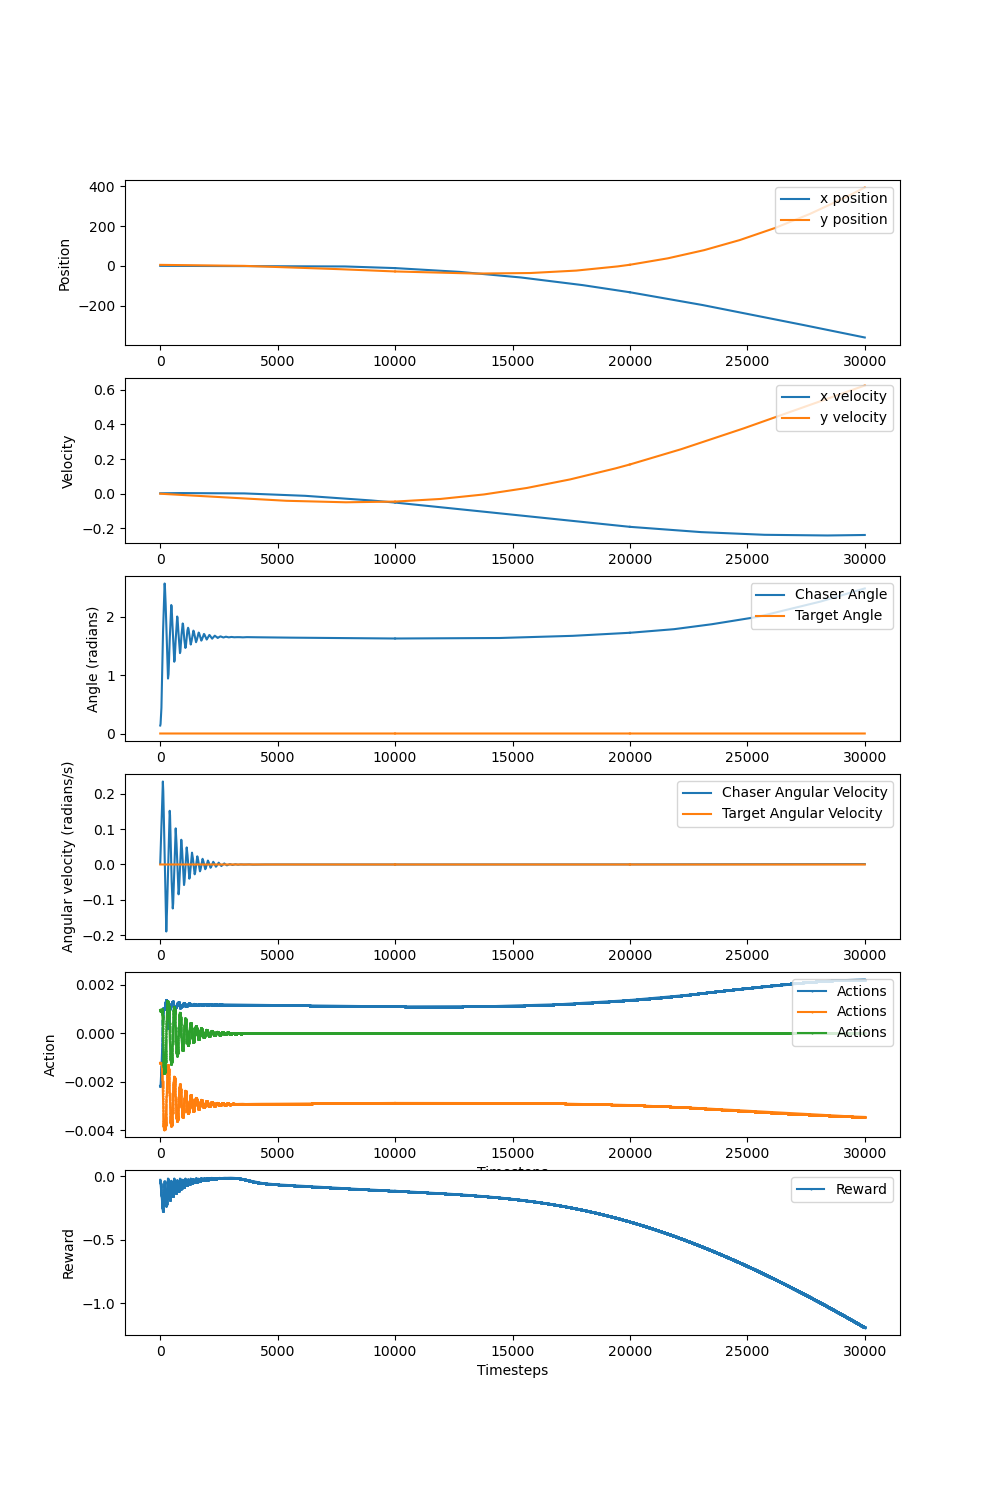 Position
400
200
0
−200
x position
y position
0 5000 10000 15000 20000 25000 30000
Velocity
0.6
0.4
0.2
0.0
−0.2
x velocity
y velocity
0 5000 10000 15000 20000 25000 30000
Angle (radians)
2
1
0
Chaser Angle
Target Angle
0 5000 10000 15000 20000 25000 30000
Angular velocity (radians/s)
0.2
0.1
0.0
−0.1
−0.2
Chaser Angular Velocity
Target Angular Velocity
0 5000 10000 15000 20000 25000 30000
Action
0.002
0.000
−0.002
−0.004
Actions
Actions
Actions
0 5000 10000 15000 20000 25000 30000
Timesteps
Reward
0.0
−0.5
−1.0
Reward
0 5000 10000 15000 20000 25000 30000
Timesteps